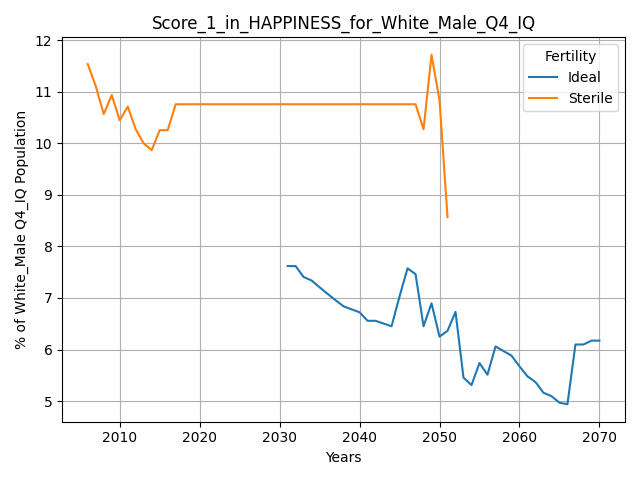 Score_1_in_HAPPINESS_for_White_Male_Q4_IQ
Fertility
Ideal
Sterile
% of White_Male Q4_IQ Population
12
11
10
9
8
7
6
5
2010 2020 2030 2040 2050 2060 2070
Years